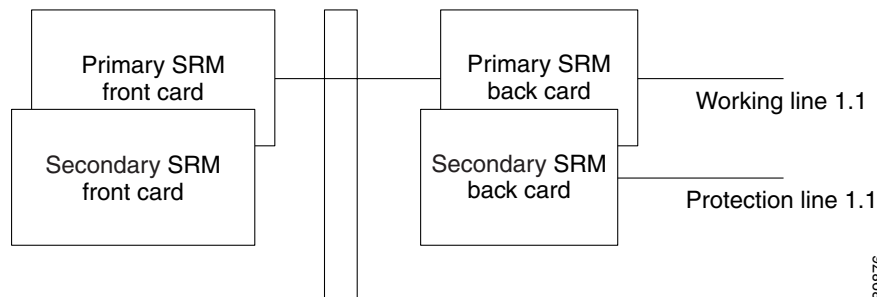 Primary SRM
front card
Primary SRM
back card
Working line 1.1
Secondary SRM
front card
Secondary SRM
back card
Protection line 1.1